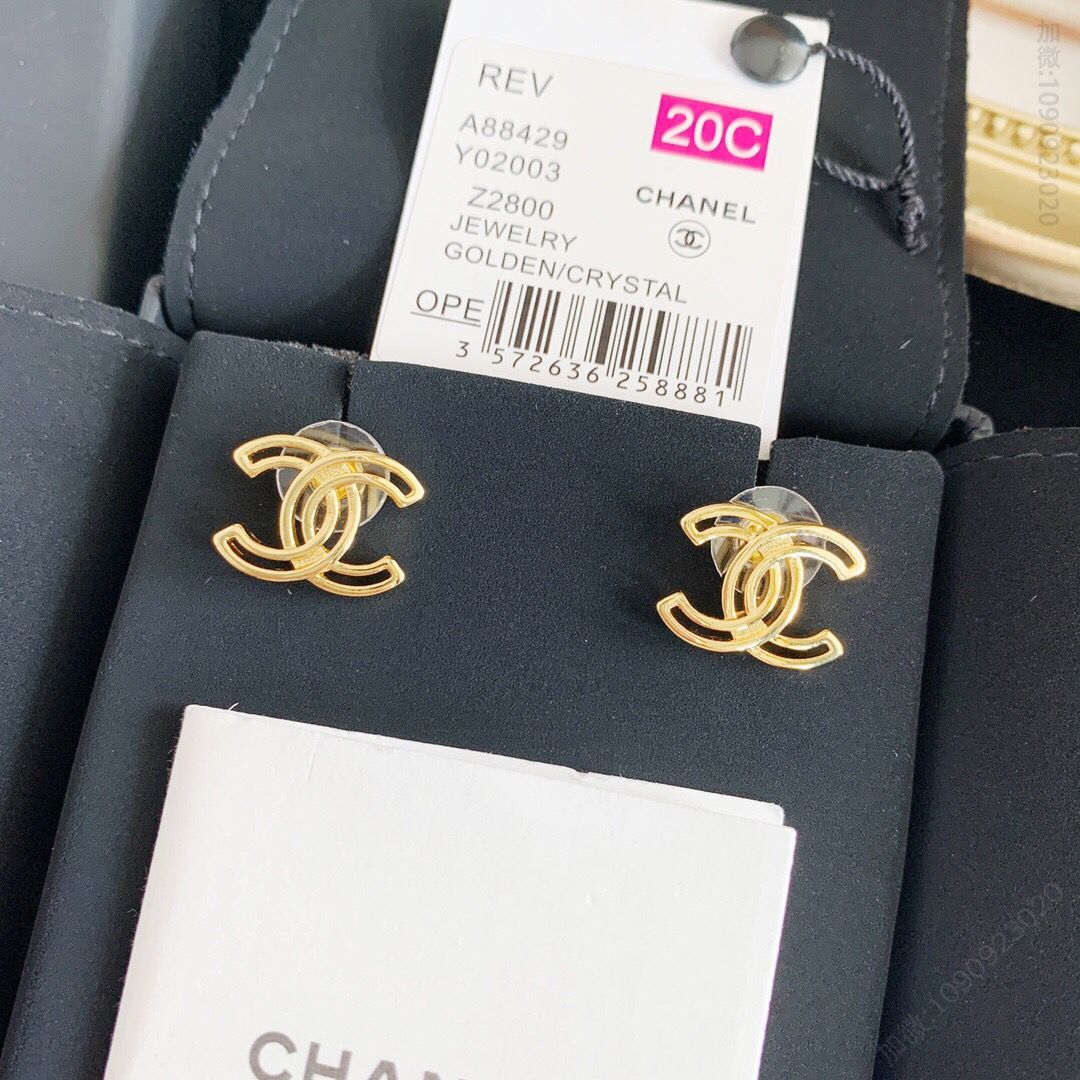 REV
20C
A88429
Y02003
Z2800
CHANEL
JEWELRY
GOLDEN/CRYSTAL
OPE
3 572636 258881
CHAN
加微:1090923020
加微:1090923020